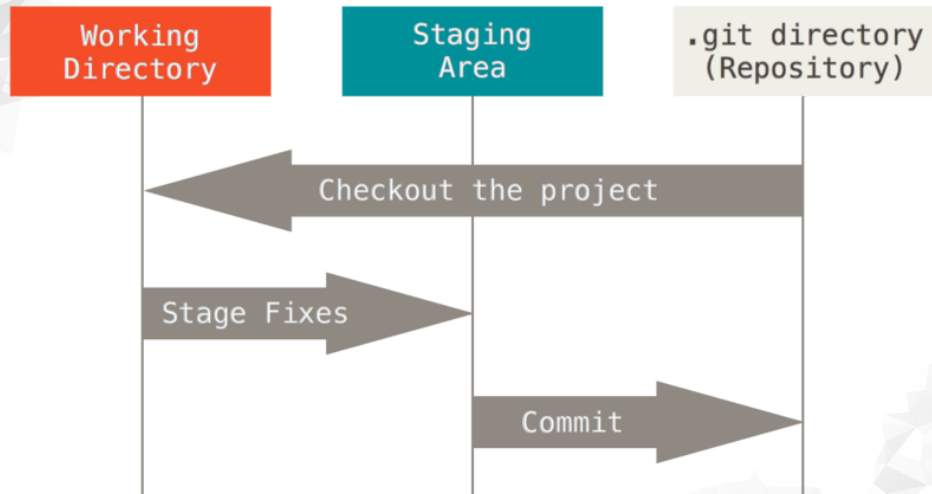 Working
Directory
Staging
Area
.git directory
(Repository)
Checkout the project
Stage Fixes
Commit